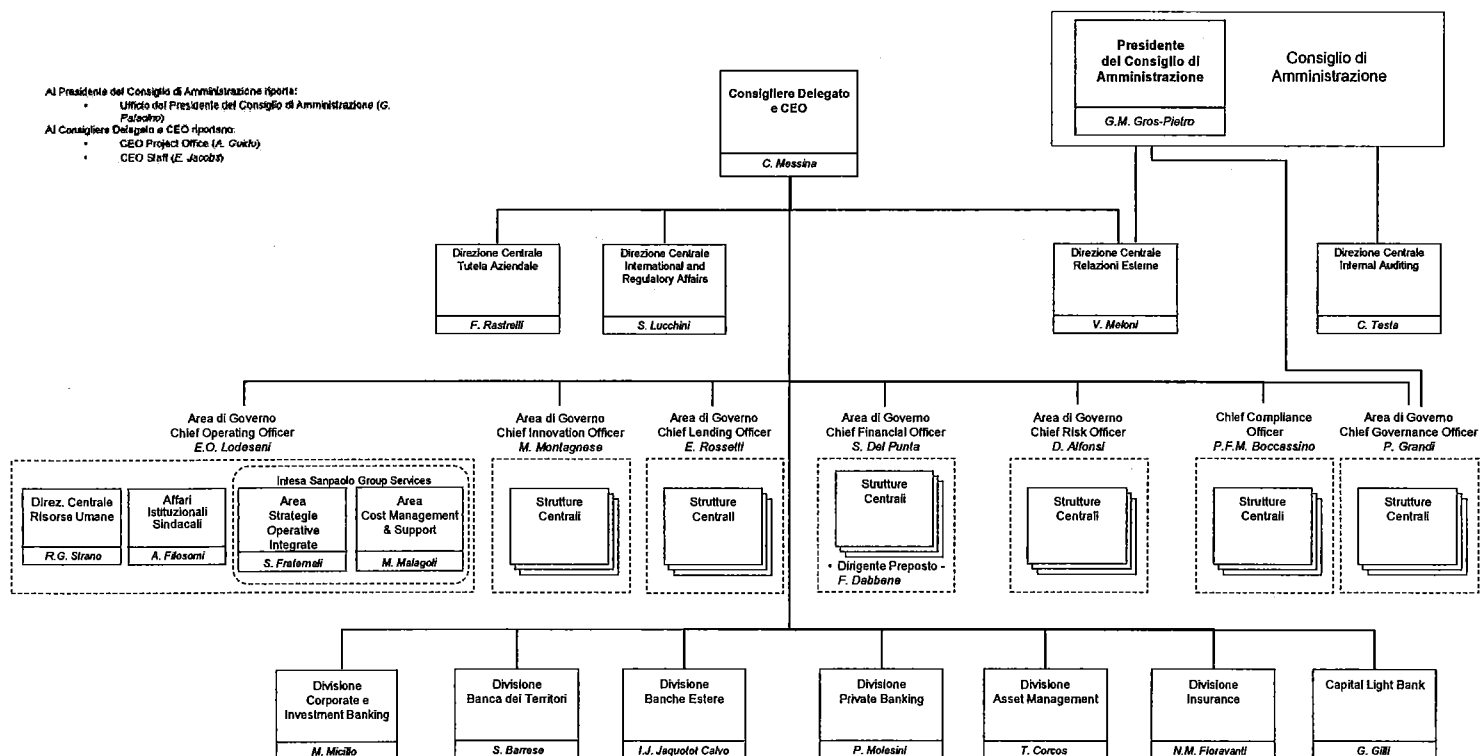 Al Presidente del Consiglio di Amministrazione riporta:
• Ufficio del Presidente del Consiglio di Amministrazione (G.
Paladino)
Al Consigliere Delegato e CEO riportano:
• CEO Project Office (A. Guido)
• CEO Staff (E. Jacobs)
Consigliere Delegato
e CEO
C. Messina
Presidente
del Consiglio di
Amministrazione
G.M. Gros-Pietro
Consiglio di
Amministrazione
Direzione Centrale
Tutela Aziendale
F. Rastrelli
Direzione Centrale
International and
Regulatory Affairs
S. Lucchini
Direzione Centrale
Relazioni Esterne
V. Meloni
Direzione Centrale
Internal Auditing
C. Testa
Area di Governo
Chief Operating Officer
E.O. Lodesani
Direz. Centrale
Risorse Umane
R.G. Strano
Affari
Istituzionali
Sindacali
A. Filosomi
Intesa Sanpaolo Group Services
Area
Strategie
Operative
Integrate
S. Fraternali
Area
Cost Management
& Support
M. Malagoli
Area di Governo
Chief Innovation Officer
M. Montagnese
Strutture
Centrali
Area di Governo
Chief Lending Officer
E. Rossetti
Strutture
Centrali
Area di Governo
Chief Financial Officer
S. Del Punta
Strutture
Centrali
• Dirigente Preposto -
F. Dabbene
Area di Governo
Chief Risk Officer
D. Alfonsi
Strutture
Centrali
Chief Compliance
Officer
P.F.M. Boccassino
Strutture
Centrali
Area di Governo
Chief Governance Officer
P. Grandi
Strutture
Centrali
Divisione
Corporate e
Investment Banking
M. Micillo
Divisione
Banca dei Territori
S. Barrese
Divisione
Banche Estere
I.J. Jaquotot Calvo
Divisione
Private Banking
P. Molesini
Divisione
Asset Management
T. Corcos
Divisione
Insurance
N.M. Fioravanti
Capital Light Bank
G. Gilli